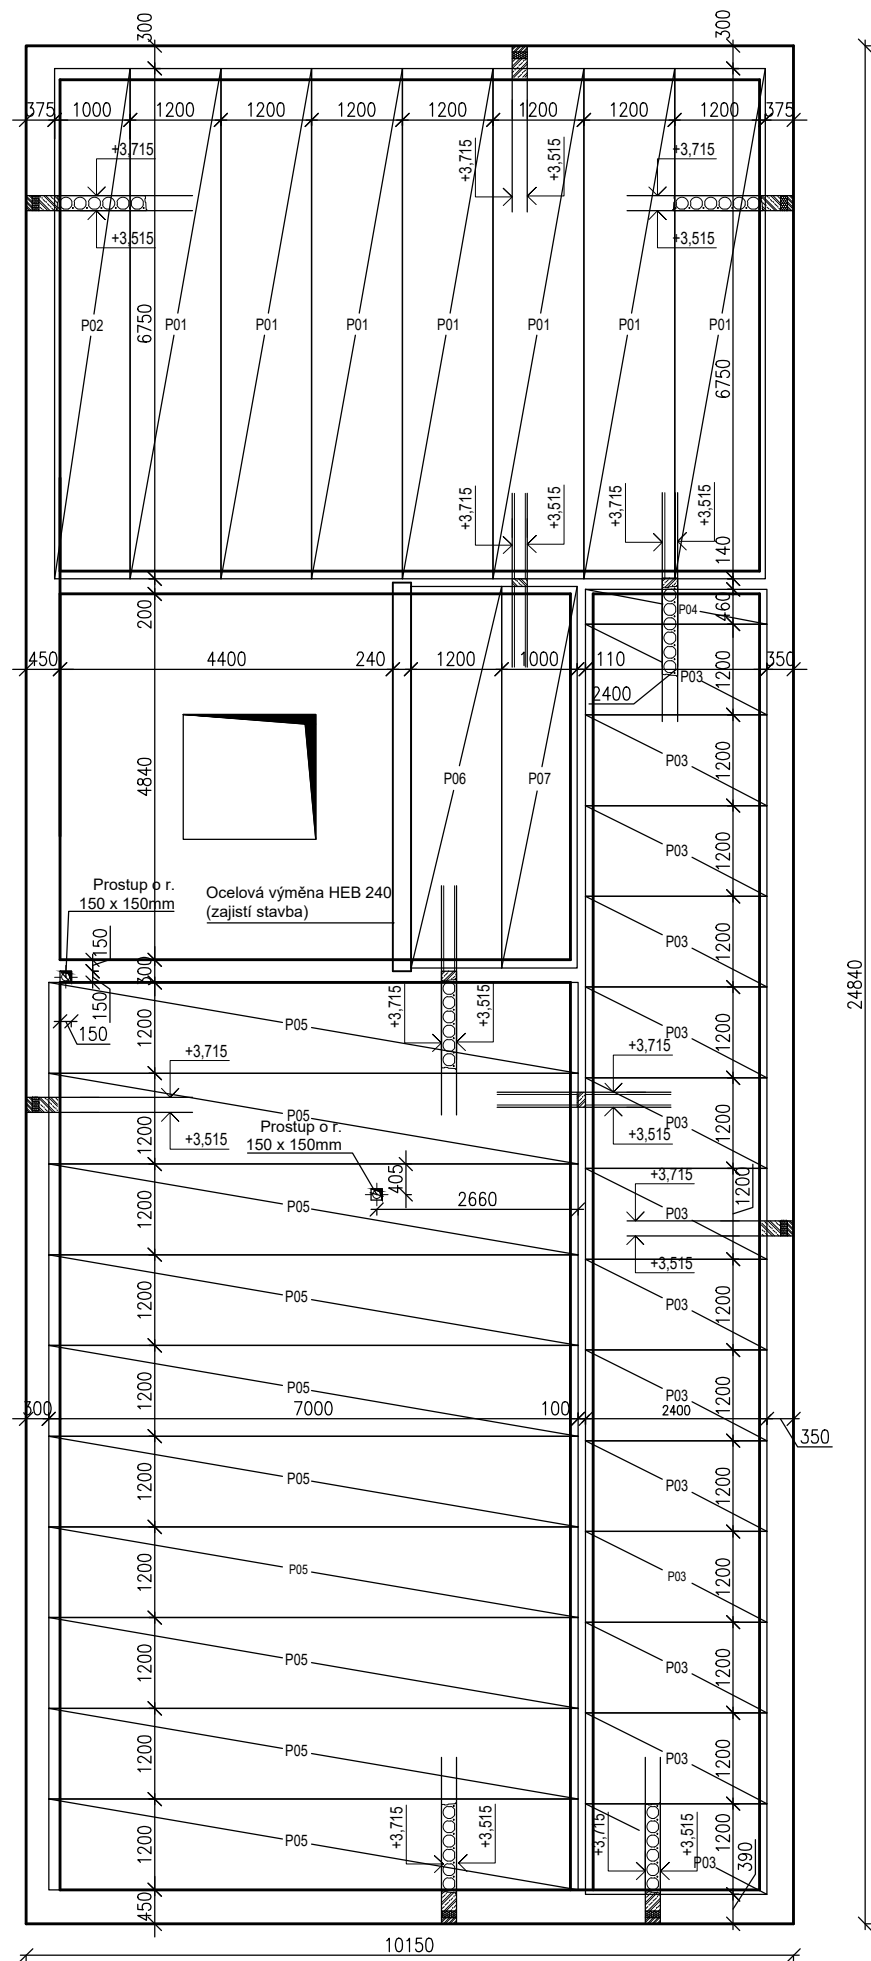 300
300
375
1000
1200
1200
1200
1200
1200
1200
1200
375
+3,715
+3,515
+3,715
+3,515
+3,715
+3,515
6750
6750
P02
P01
P01
P01
P01
P01
P01
P01
+3,715
+3,515
+3,715
+3,515
140
200
460
P04
450
4400
240
1200
1000
110
350
1200
P03
2400
4840
P06
P07
P03
1200
P03
1200
Prostup o r.
150 x 150mm
Ocelová výměna HEB 240
(zajistí stavba)
150
300
150
150
P03
1200
24840
1200
P05
+3,715
+3,515
P03
1200
+3,715
+3,515
+3,715
+3,515
P05
Prostup o r.
150 x 150mm
1200
P03
1200
405
2660
+3,715
+3,515
1200
P05
P03
1200
1200
P05
P03
1200
1200
P05
P03
1200
300
7000
100
2400
350
1200
P05
P03
1200
1200
P05
P03
1200
1200
P05
P03
1200
1200
P05
P03
1200
1200
P05
+3,715
+3,515
+3,715
+3,515
P03
1200
390
450
10150